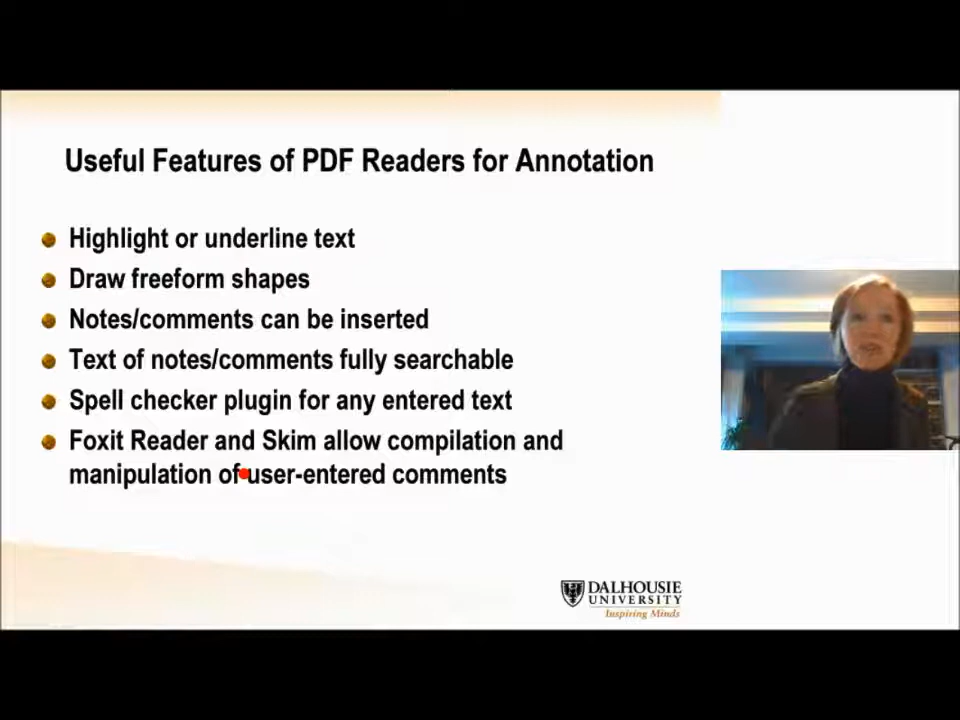 Useful Features of PDF Readers for Annotation
Highlight or underline text
Draw freeform shapes
Notes/comments can be inserted
Text of notes/comments fully searchable
Spell checker plugin for any entered text
Foxit Reader and Skim allow compilation and
manipulation of user-entered comments
DALHOUSIE
UNIVERSITY
Inspiring Minds